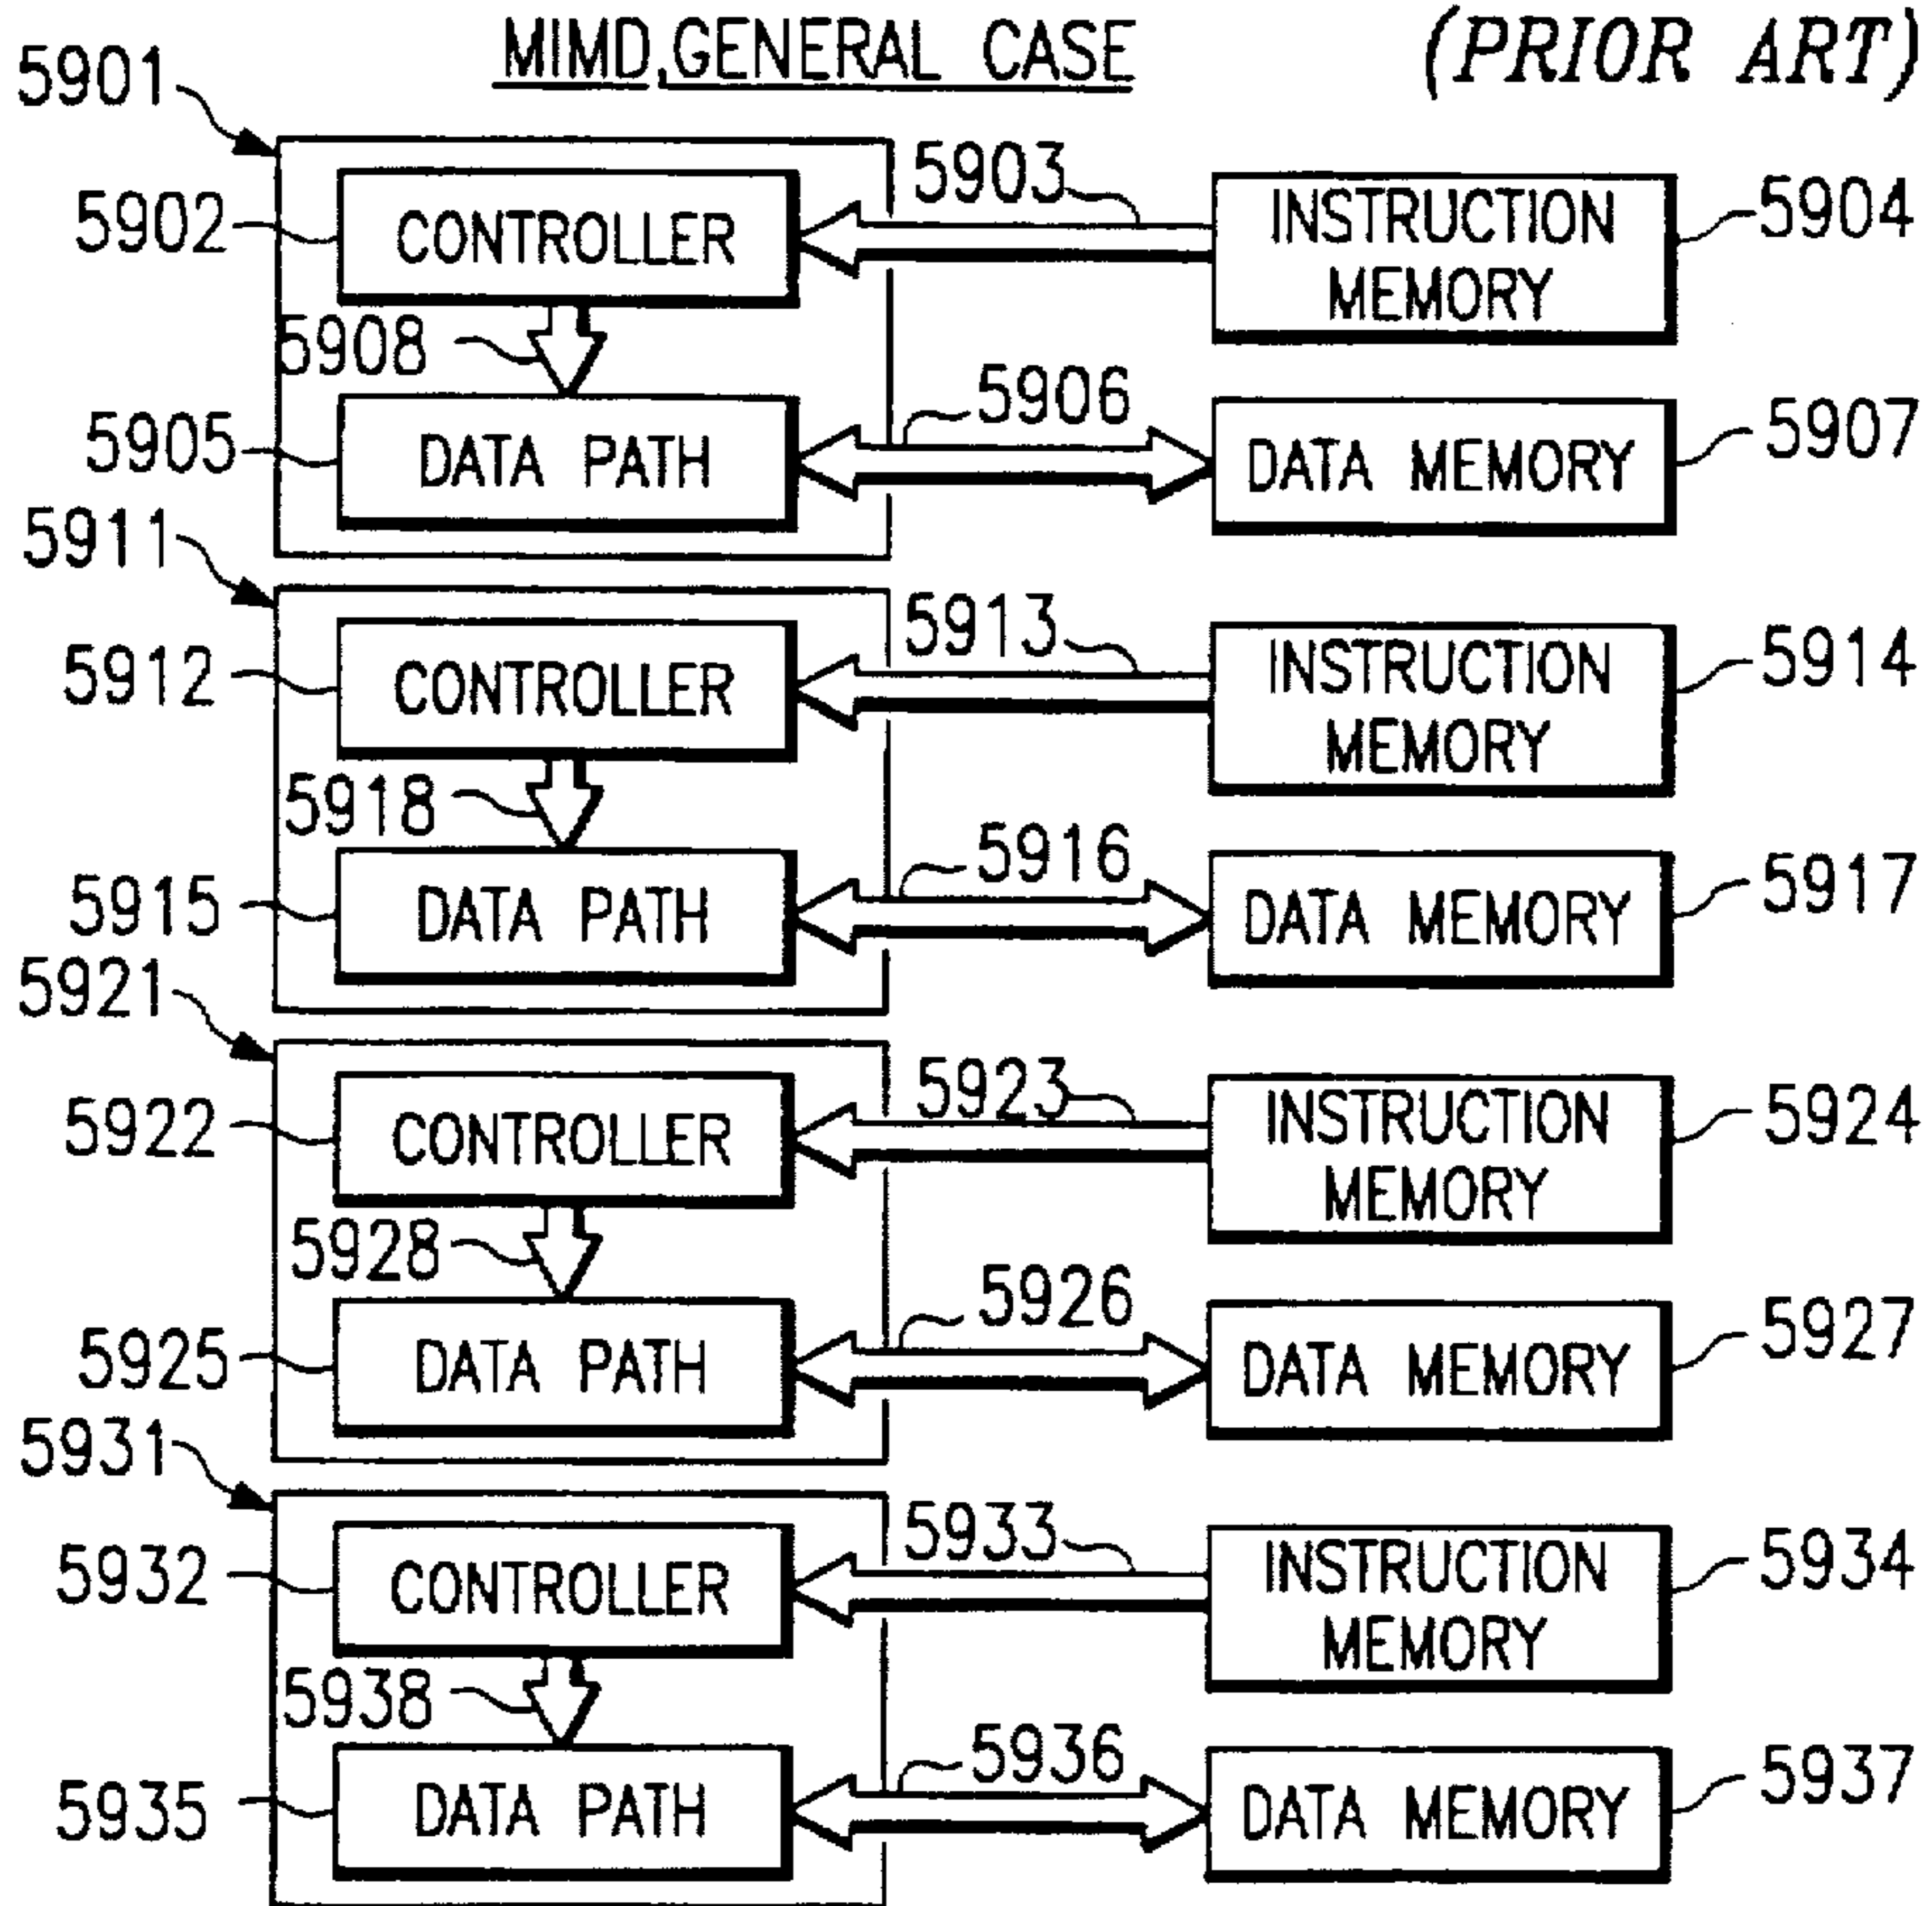 MIMD, GENERAL CASE
(PRIOR ART)
5901
5902
CONTROLLER
5903
INSTRUCTION
MEMORY
5904
5908
5905
DATA PATH
5906
DATA MEMORY
5907
5911
5912
CONTROLLER
5913
INSTRUCTION
MEMORY
5914
5918
5915
DATA PATH
5916
DATA MEMORY
5917
5921
5922
CONTROLLER
5923
INSTRUCTION
MEMORY
5924
5928
5925
DATA PATH
5926
DATA MEMORY
5927
5931
5932
CONTROLLER
5933
INSTRUCTION
MEMORY
5934
5938
5935
DATA PATH
5936
DATA MEMORY
5937